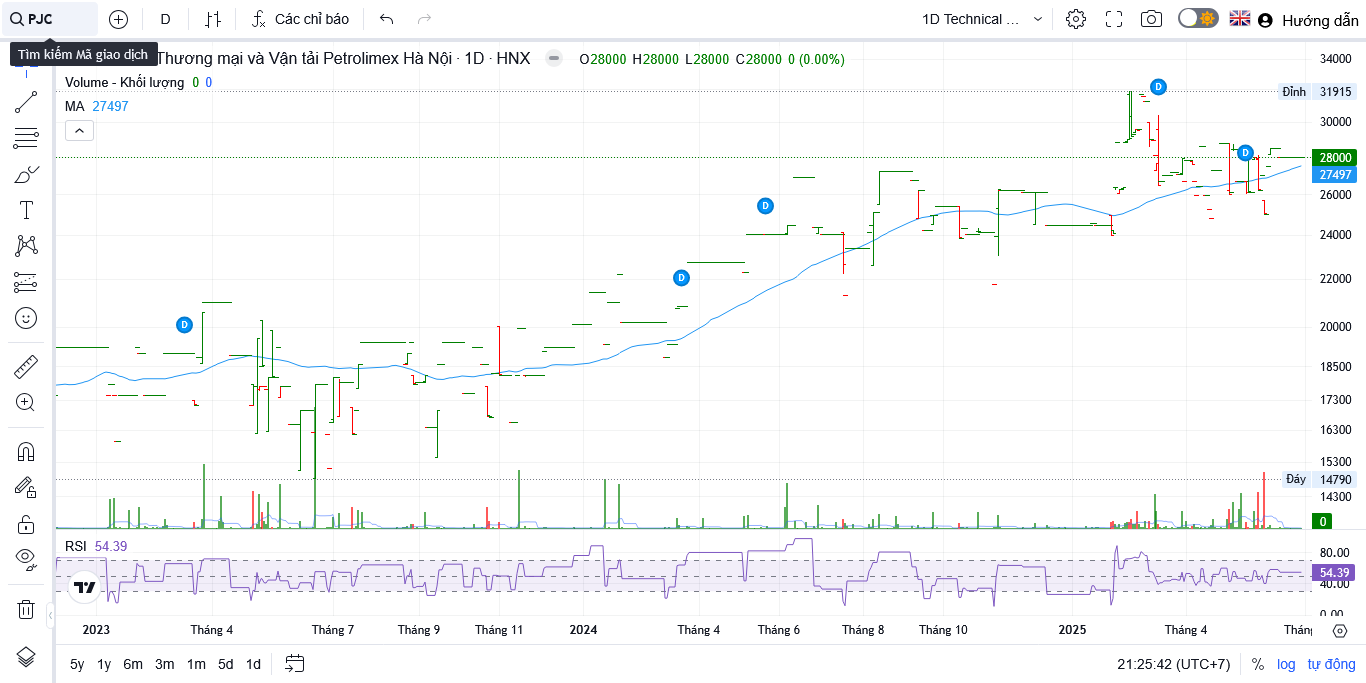 PJC
D
Các chỉ báo
1D Technical ...
Hướng dẫn
Tìm kiếm Mã giao dịch
Thương mại và Vận tải Petrolimex Hà Nội · 1D · HNX
O28000 H28000 L28000 C28000 0 (0.00%)
Volume - Khối lượng 0 0
MA 27497
34000
Đỉnh 31915
30000
28000
27497
26000
24000
22000
20000
18500
17300
16300
15300
Đáy 14790
14300
0
D
D
D
D
D
RSI 54.39
80.00
54.39
40.00
0.00
2023
Tháng 4
Tháng 7
Tháng 9
Tháng 11
2024
Tháng 4
Tháng 6
Tháng 8
Tháng 10
2025
Tháng 4
Tháng
5y 1y 6m 3m 1m 5d 1d
21:25:42 (UTC+7)
% log tự động